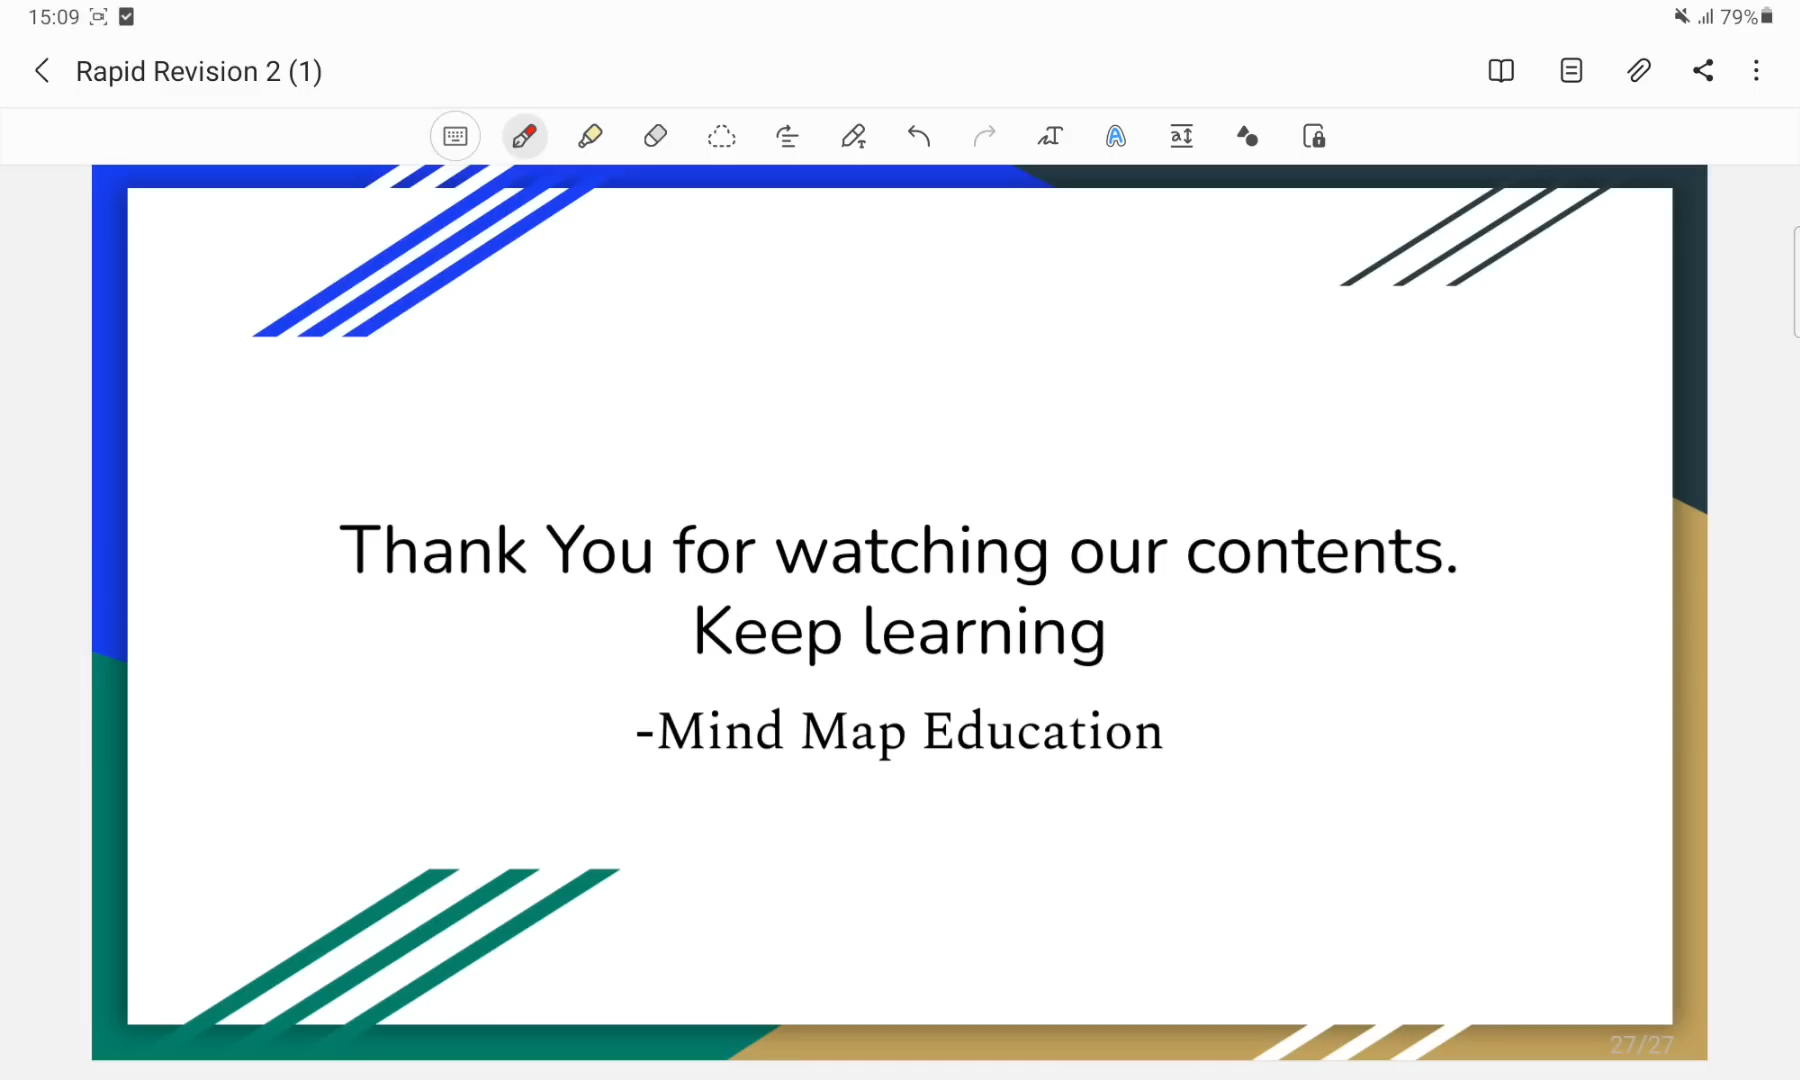 15:09
79%
Rapid Revision 2 (1)
Thank You for watching our contents.
Keep learning
-Mind Map Education
27/27